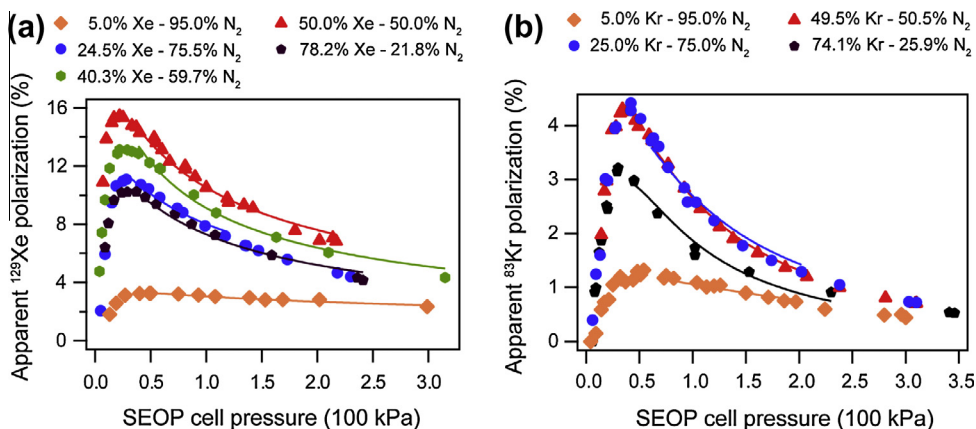 (a)
5.0% Xe - 95.0% N2
50.0% Xe - 50.0% N2
24.5% Xe - 75.5% N2
78.2% Xe - 21.8% N2
40.3% Xe - 59.7% N2
Apparent 129Xe polarization (%)
16
12
8
4
0
0.0 0.5 1.0 1.5 2.0 2.5 3.0
SEOP cell pressure (100 kPa)
(b)
5.0% Kr - 95.0% N2
49.5% Kr - 50.5% N2
25.0% Kr - 75.0% N2
74.1% Kr - 25.9% N2
Apparent 83Kr polarization (%)
4
3
2
1
0
0.0 0.5 1.0 1.5 2.0 2.5 3.0 3.5
SEOP cell pressure (100 kPa)